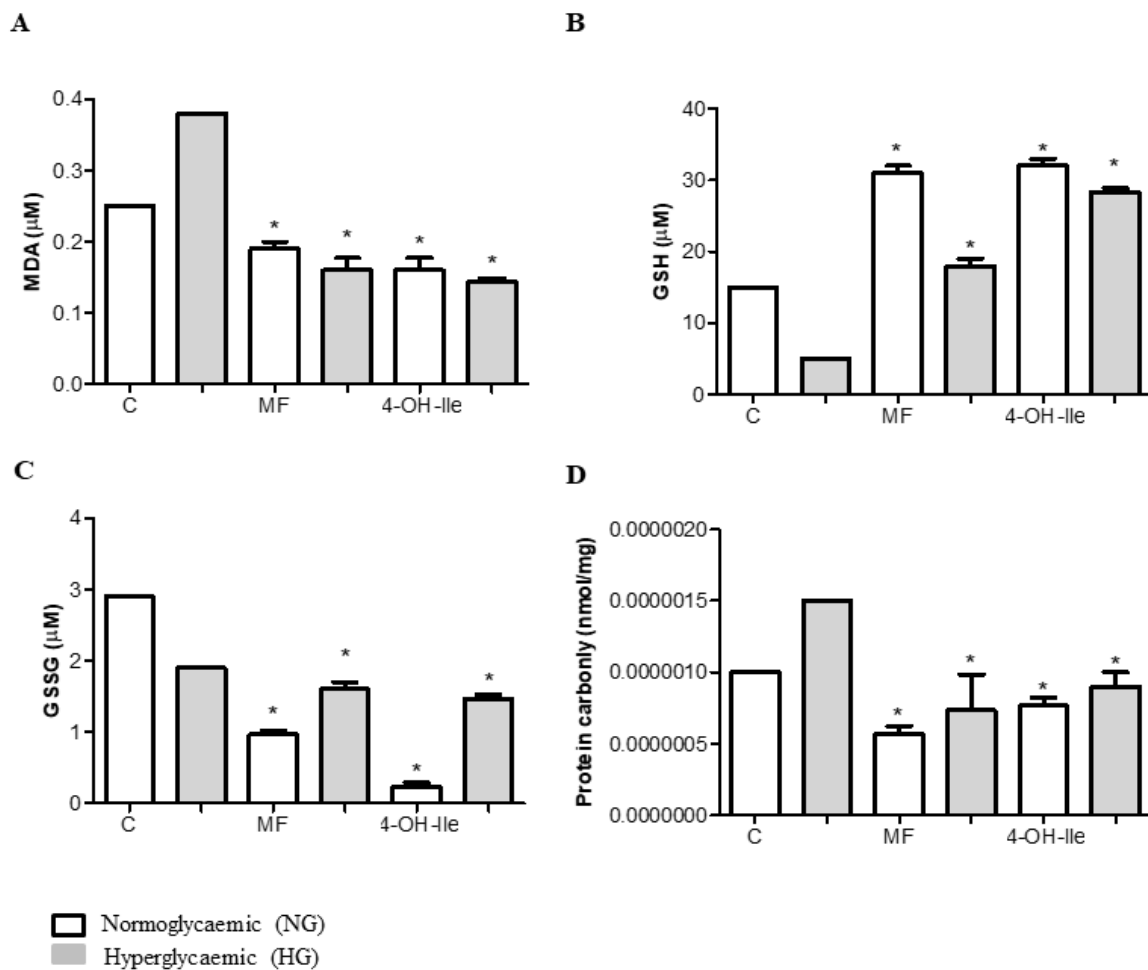 A
MDA (μM)
0.4
0.3
0.2
0.1
0.0
* * * *
C MF 4-OH-Ile
B
GSH (μM)
40
30
20
10
0
* * * *
C MF 4-OH-Ile
C
GSSG (μM)
4
3
2
1
0
* * * *
C MF 4-OH-Ile
D
Protein carbonly (nmol/mg)
0.0000020
0.0000015
0.0000010
0.0000005
0.0000000
* * * *
C MF 4-OH-Ile
Normoglycaemic (NG)
Hyperglycaemic (HG)